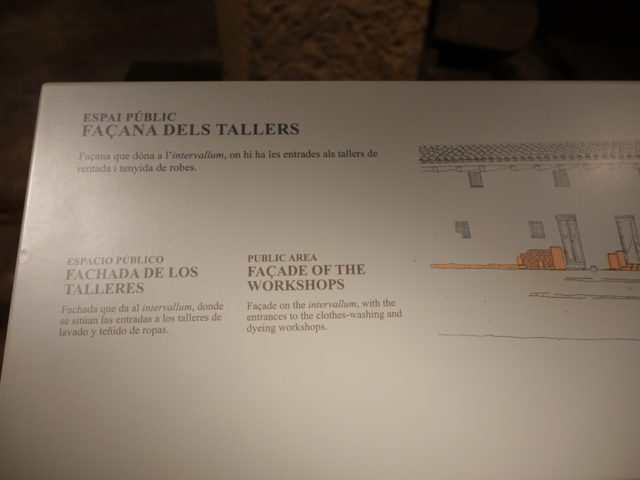 ESPAI PÚBLIC
FAÇANA DELS TALLERS
Façana que dóna a l'intervallum, on hi ha les entrades als tallers de
rentada i tenyida de robes.
ESPACIO PÚBLICO
FACHADA DE LOS
TALLERES
Fachada que da al intervallum, donde
se sitúan las entradas a los talleres de
lavado y teñido de ropas.
PUBLIC AREA
FAÇADE OF THE
WORKSHOPS
Façade on the intervallum, with the
entrances to the clothes-washing and
dyeing workshops.